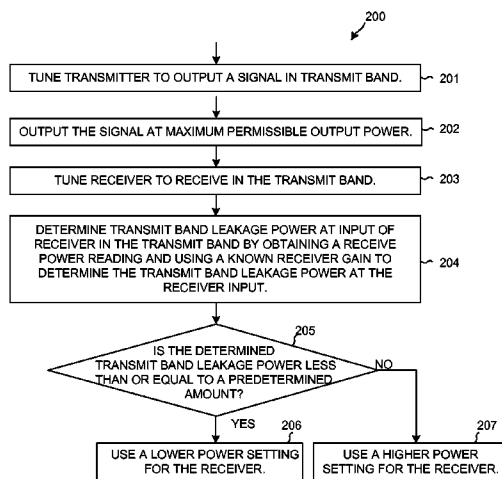 200
TUNE TRANSMITTER TO OUTPUT A SIGNAL IN TRANSMIT BAND.
201
OUTPUT THE SIGNAL AT MAXIMUM PERMISSIBLE OUTPUT POWER.
202
TUNE RECEIVER TO RECEIVE IN THE TRANSMIT BAND.
203
DETERMINE TRANSMIT BAND LEAKAGE POWER AT INPUT OF
RECEIVER IN THE TRANSMIT BAND BY OBTAINING A RECEIVE
POWER READING AND USING A KNOWN RECEIVER GAIN TO
DETERMINE THE TRANSMIT BAND LEAKAGE POWER AT THE
RECEIVER INPUT.
204
205
IS THE DETERMINED
TRANSMIT BAND LEAKAGE POWER LESS
THAN OR EQUAL TO A PREDETERMINED
AMOUNT?
NO
YES
206
USE A LOWER POWER SETTING
FOR THE RECEIVER.
207
USE A HIGHER POWER
SETTING FOR THE RECEIVER.